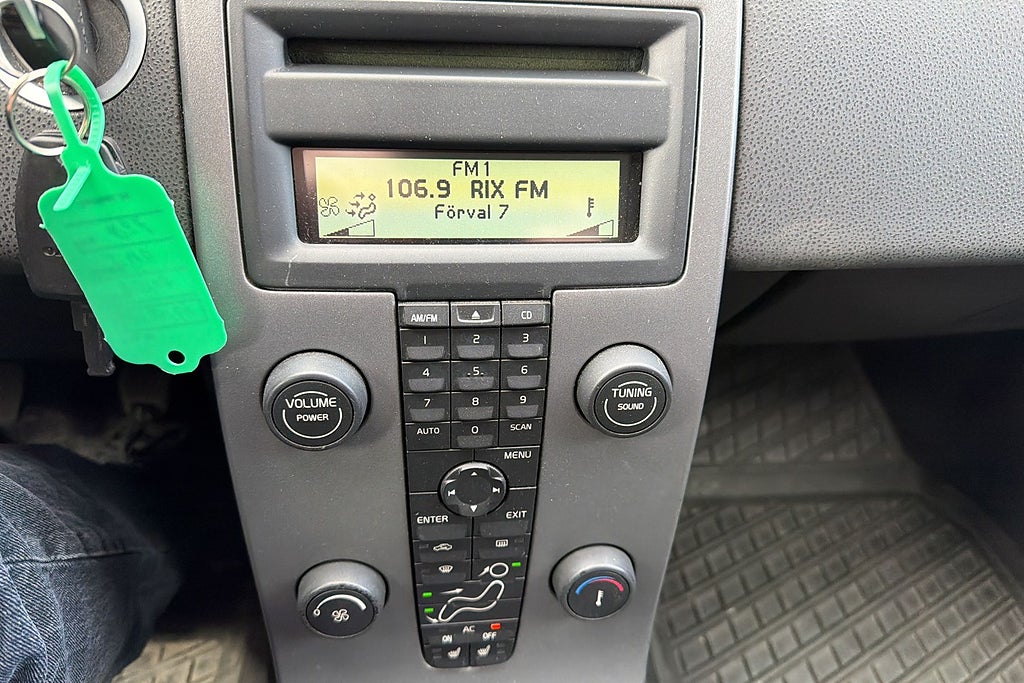 FM1
106.9 RIX FM
Förval 7
AM/FM
CD
1
2
3
4
5
6
7
8
9
AUTO
0
SCAN
VOLUME
POWER
TUNING
SOUND
MENU
ENTER
EXIT
AC
ON
OFF